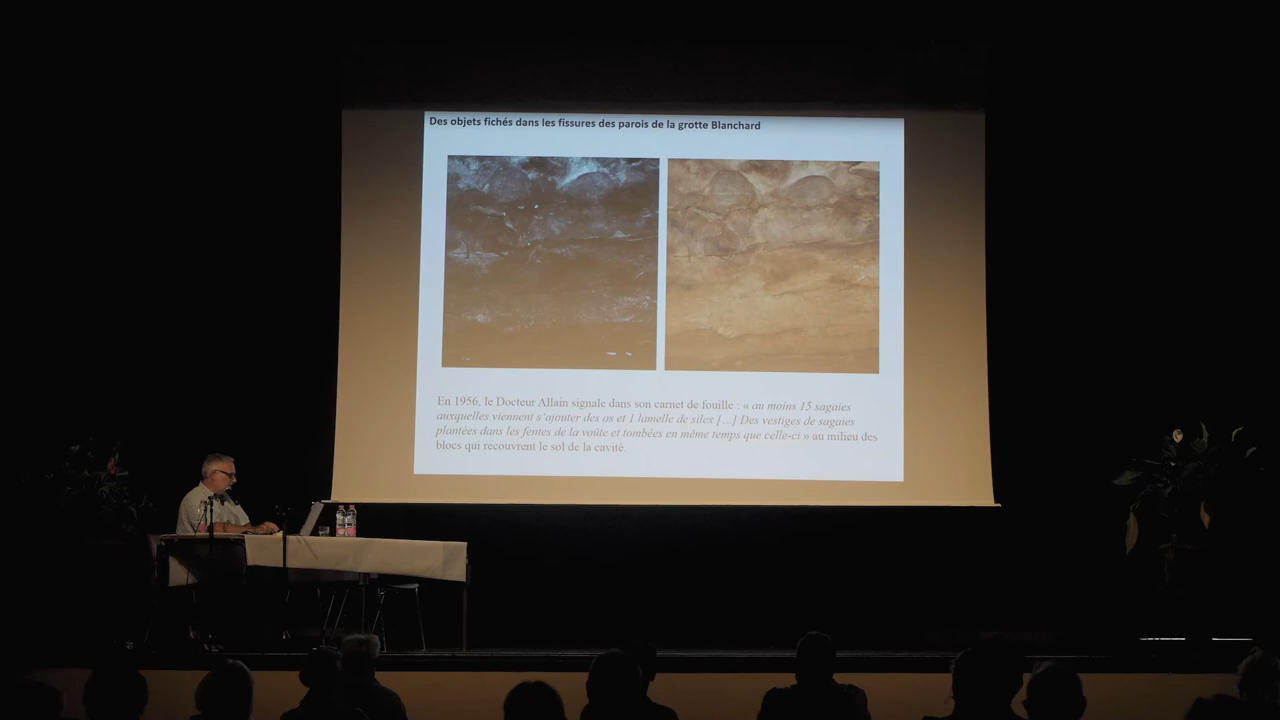 Des objets fichés dans les fissures des parois de la grotte Blanchard
En 1956, le Docteur Allain signale dans son carnet de fouille : « au moins 15 sagaies
auxquelles viennent s'ajouter des os et 1 lamelle de silex [...] Des vestiges de sagaies
plantées dans les fentes de la voûte et tombées en même temps que celle-ci » au milieu des
blocs qui recouvrent le sol de la cavité.